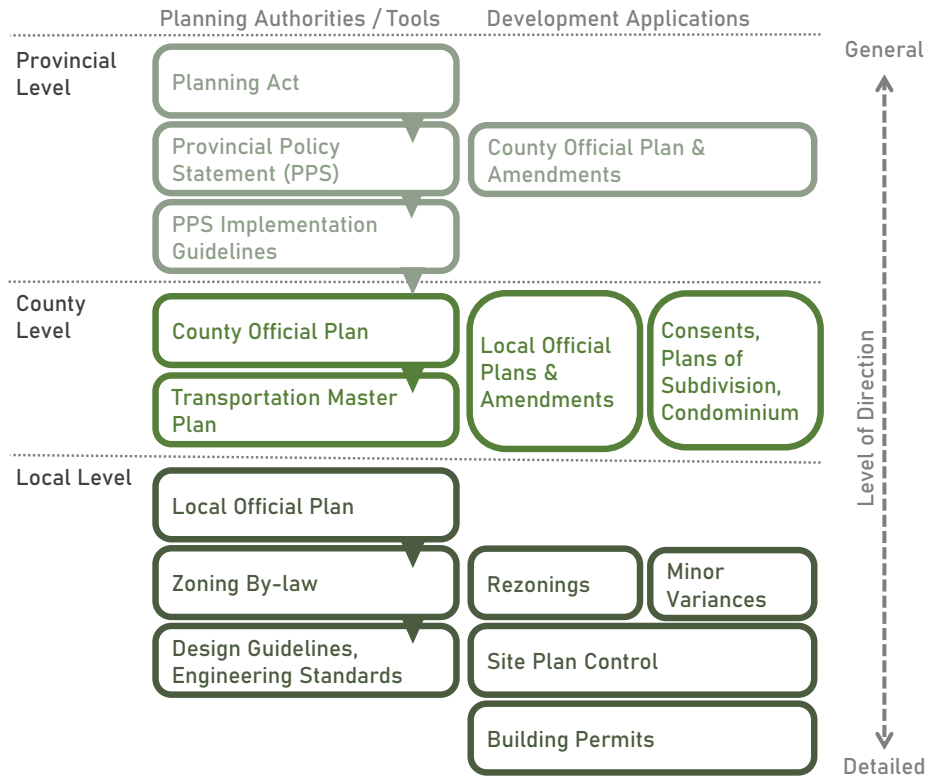 Planning Authorities / Tools
Development Applications
General
Provincial
Level
Planning Act
Provincial Policy
Statement (PPS)
County Official Plan &
Amendments
PPS Implementation
Guidelines
County
Level
County Official Plan
Transportation Master
Plan
Local Official
Plans &
Amendments
Consents,
Plans of
Subdivision,
Condominium
Level of Direction
Local Level
Local Official Plan
Zoning By-law
Rezonings
Minor
Variances
Design Guidelines,
Engineering Standards
Site Plan Control
Building Permits
Detailed